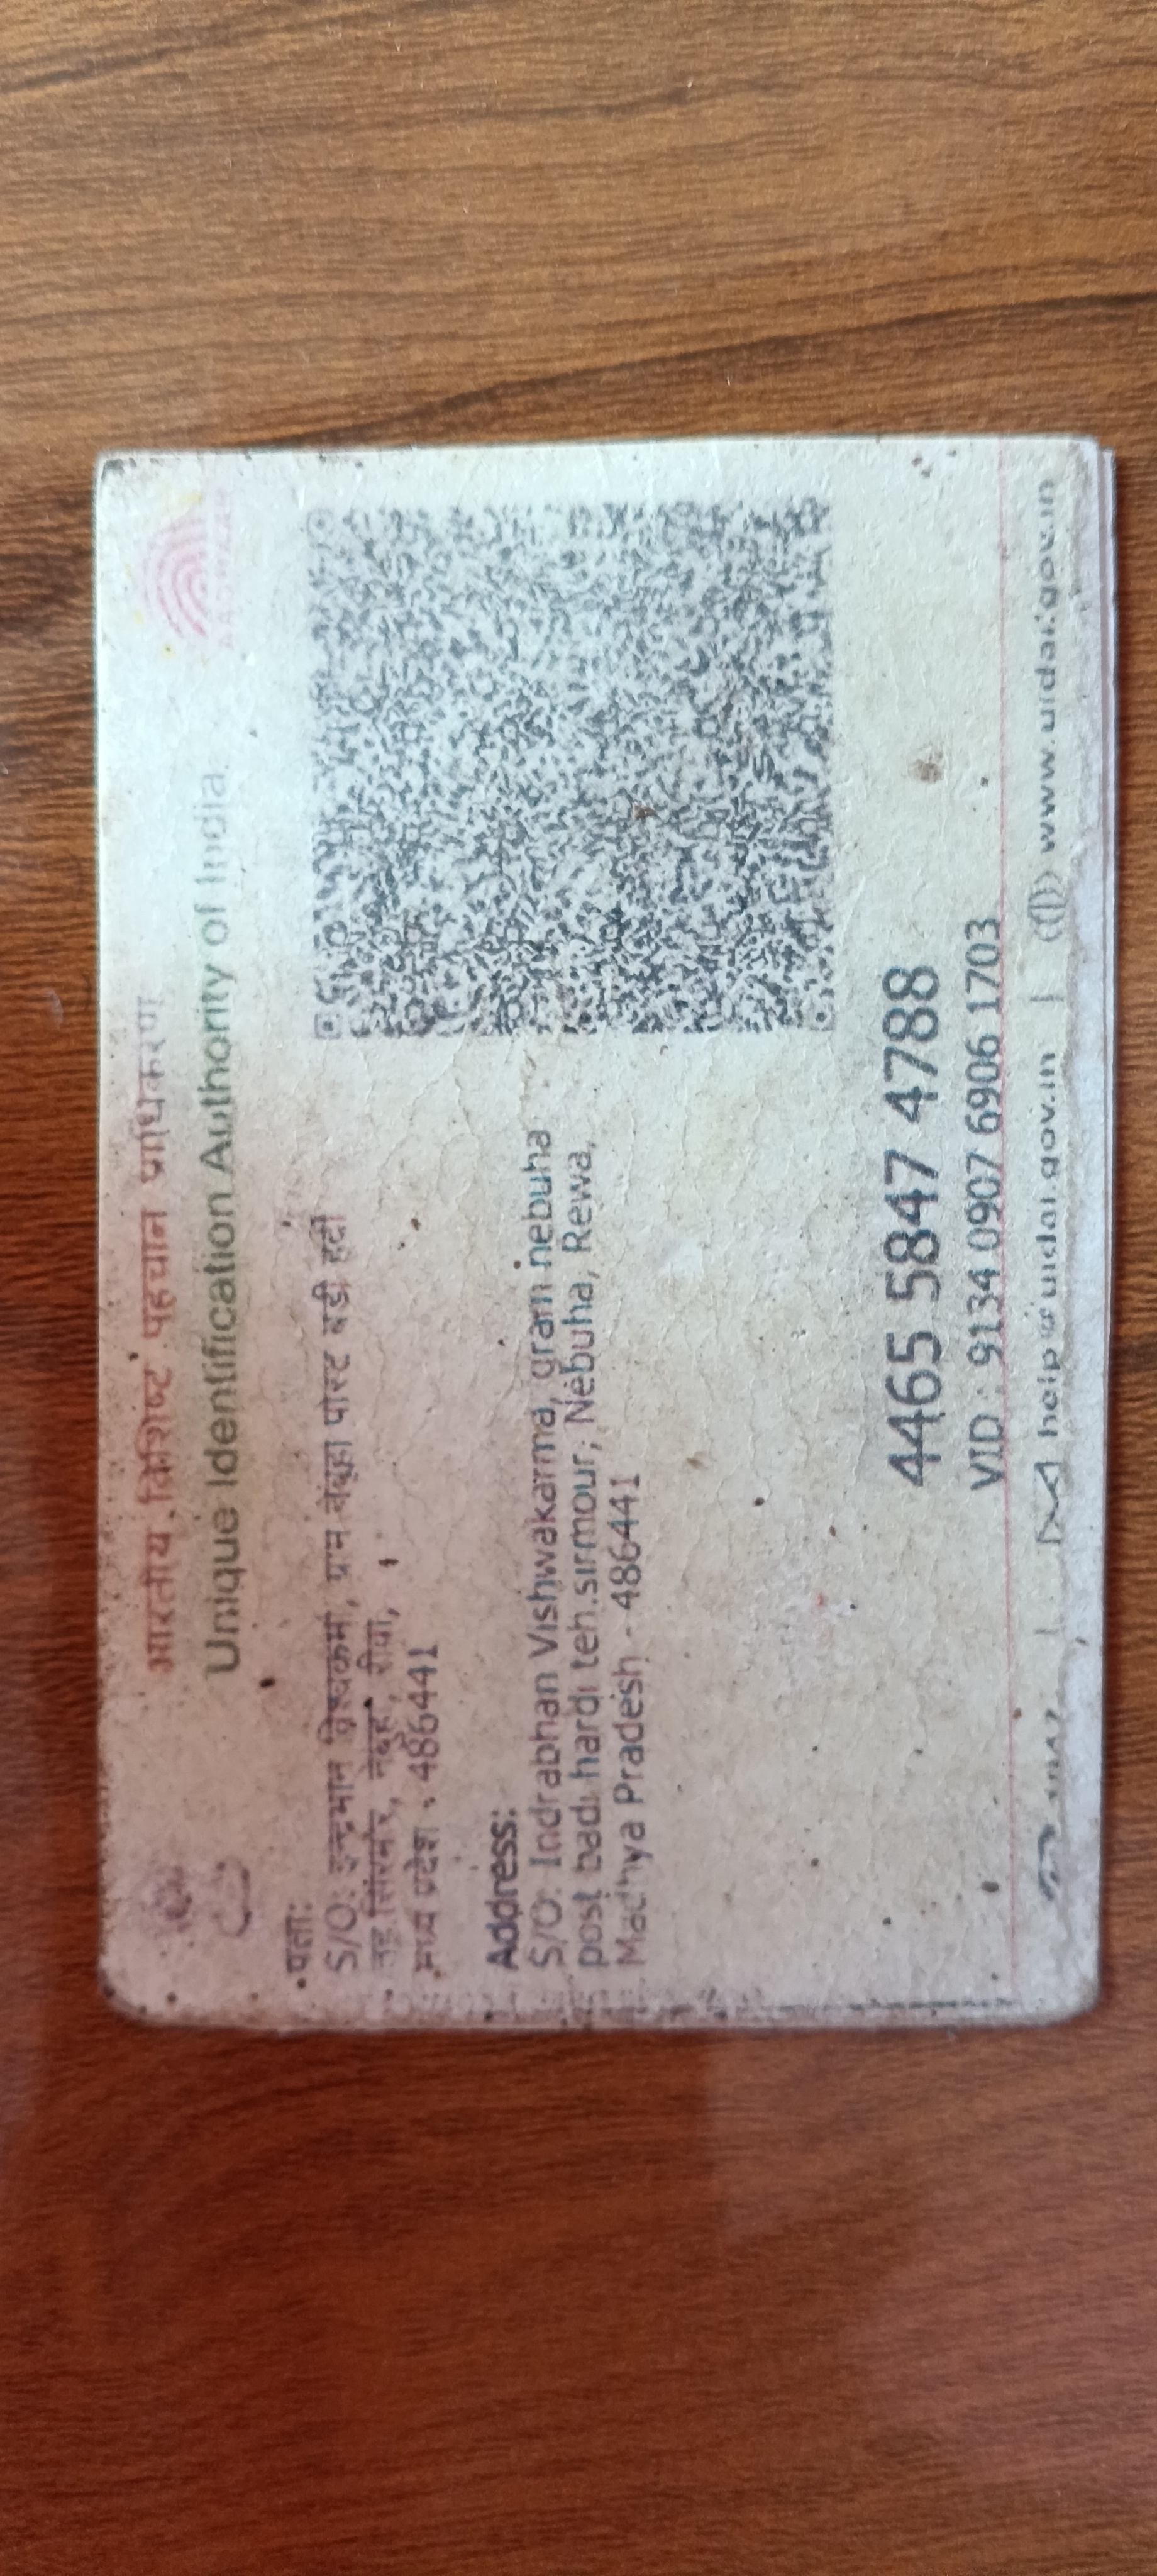 भारतीय विशिष्ट पहचान प्राधिकरण
Unique Identification Authority of India
पता:
S/O: इन्द्रभान विश्वकर्मा, ग्राम नेबुहा पोस्ट बडी हर्दी
तह सिरमौर, नेबुहा, रीवा,
मध्य प्रदेश - 486441
Address:
S/O: Indrabhan Vishwakarma, gram nebuha
post badi hardi teh.sirmour, Nebuha, Rewa,
Madhya Pradesh - 486441
4465 5847 4788
VID : 9134 0907 6906 1703
help@uidai.gov.in | www.uidai.gov.in